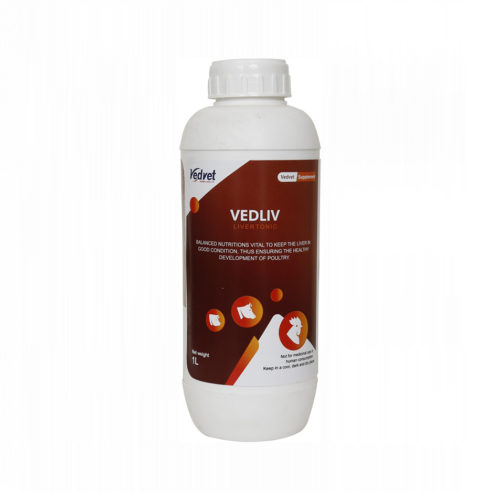 Vedvet
Vedvet Supplement
VEDLIV
LIVER TONIC
BALANCED NUTRITIONS VITAL TO KEEP THE LIVER IN
GOOD CONDITION, THUS ENSURING THE HEALTHY
DEVELOPMENT OF POULTRY.
Net weight
1L
Not for medicinal use or
human consumption.
Keep in a cool, dark and dry place